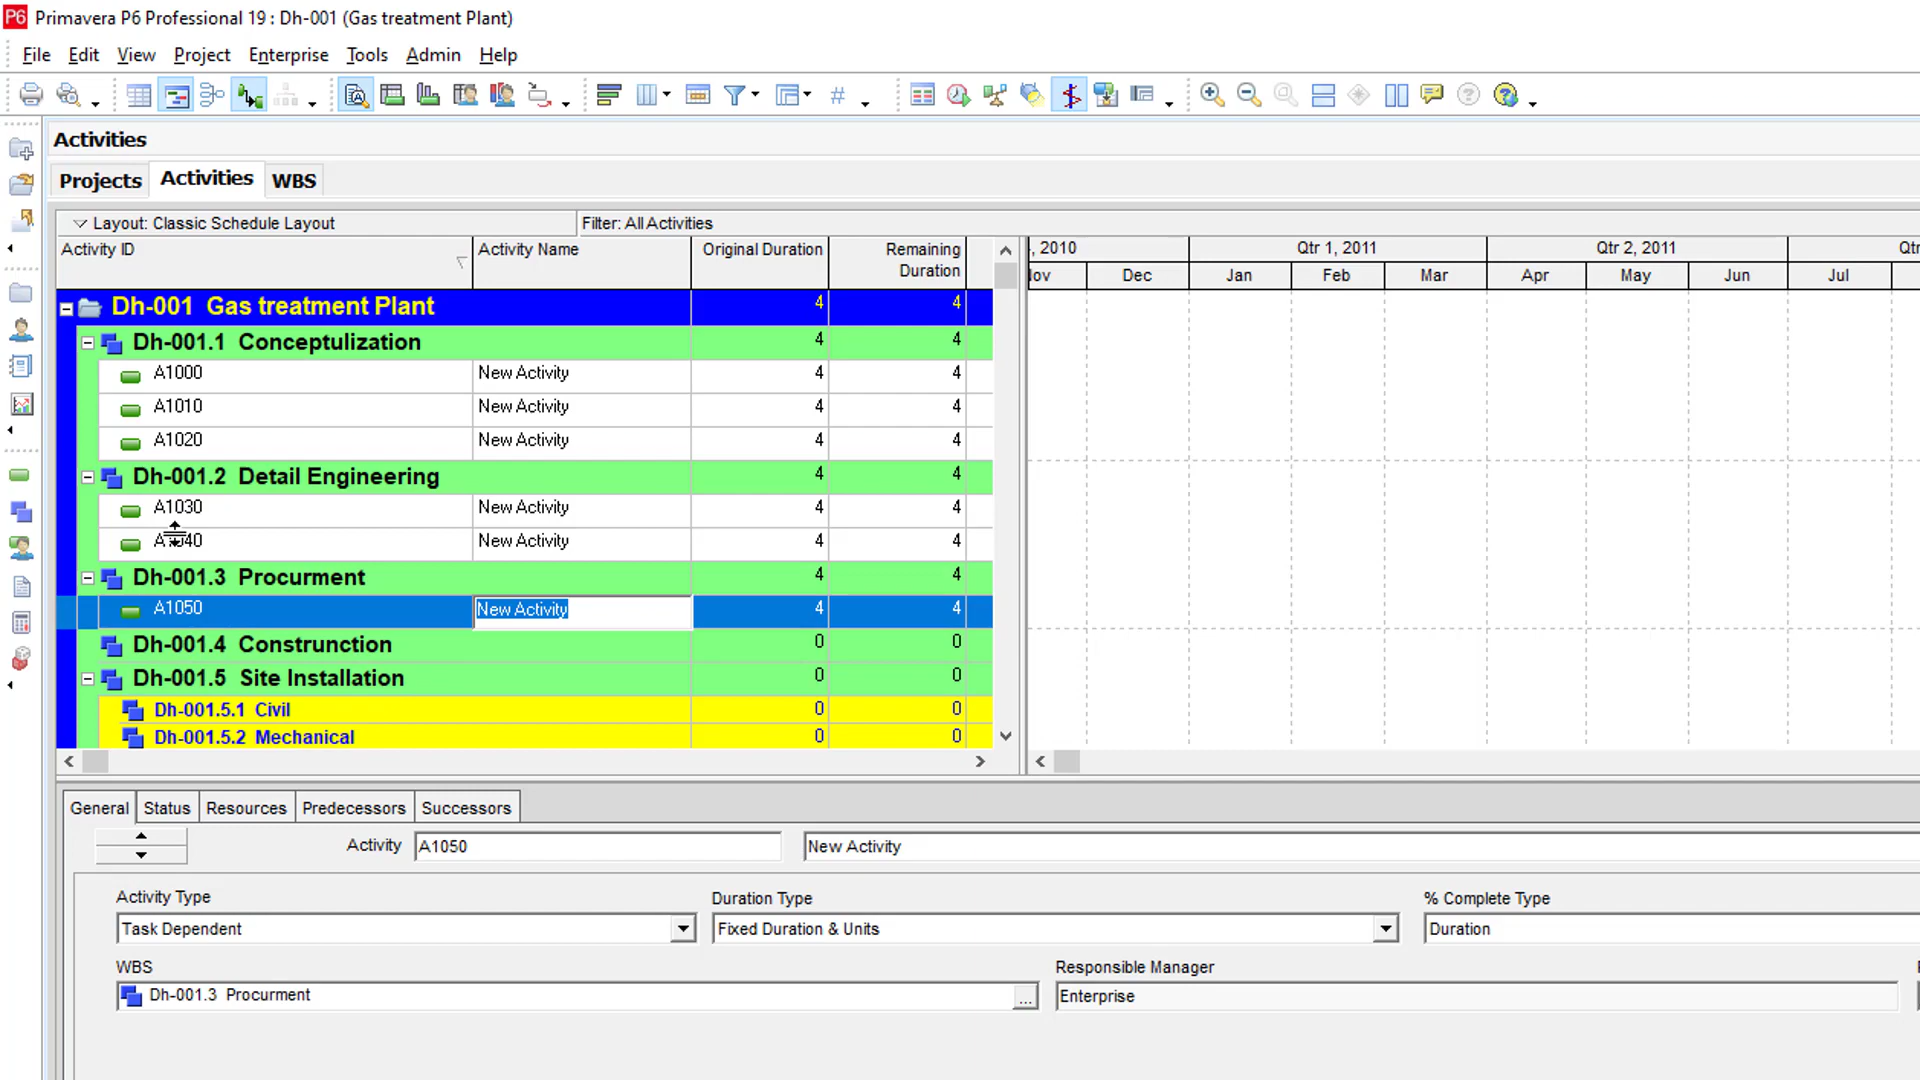 P6 Primavera P6 Professional 19 : Dh-001 (Gas treatment Plant)
File Edit View Project Enterprise Tools Admin Help
Activities
Projects Activities WBS
Layout: Classic Schedule Layout Filter: All Activities
Activity ID Activity Name Original Duration Remaining Duration
, 2010 Qtr 1, 2011 Qtr 2, 2011 Qtr
Nov Dec Jan Feb Mar Apr May Jun Jul
Dh-001 Gas treatment Plant 4 4
Dh-001.1 Conceptulization 4 4
A1000 New Activity 4 4
A1010 New Activity 4 4
A1020 New Activity 4 4
Dh-001.2 Detail Engineering 4 4
A1030 New Activity 4 4
A1040 New Activity 4 4
Dh-001.3 Procurment 4 4
A1050 New Activity 4 4
Dh-001.4 Construnction 0 0
Dh-001.5 Site Installation 0 0
Dh-001.5.1 Civil 0 0
Dh-001.5.2 Mechanical 0 0
General Status Resources Predecessors Successors
Activity A1050 New Activity
Activity Type Duration Type % Complete Type
Task Dependent Fixed Duration & Units Duration
WBS Responsible Manager
Dh-001.3 Procurment ... Enterprise